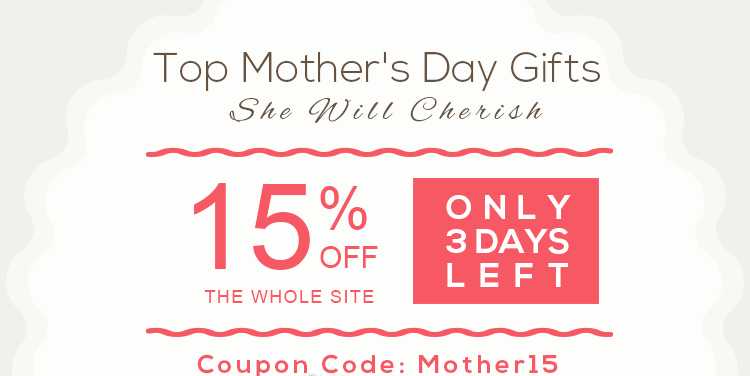 Top Mother's Day Gifts
She Will Cherish
15% OFF
THE WHOLE SITE
ONLY
3 DAYS
LEFT
Coupon Code: Mother15